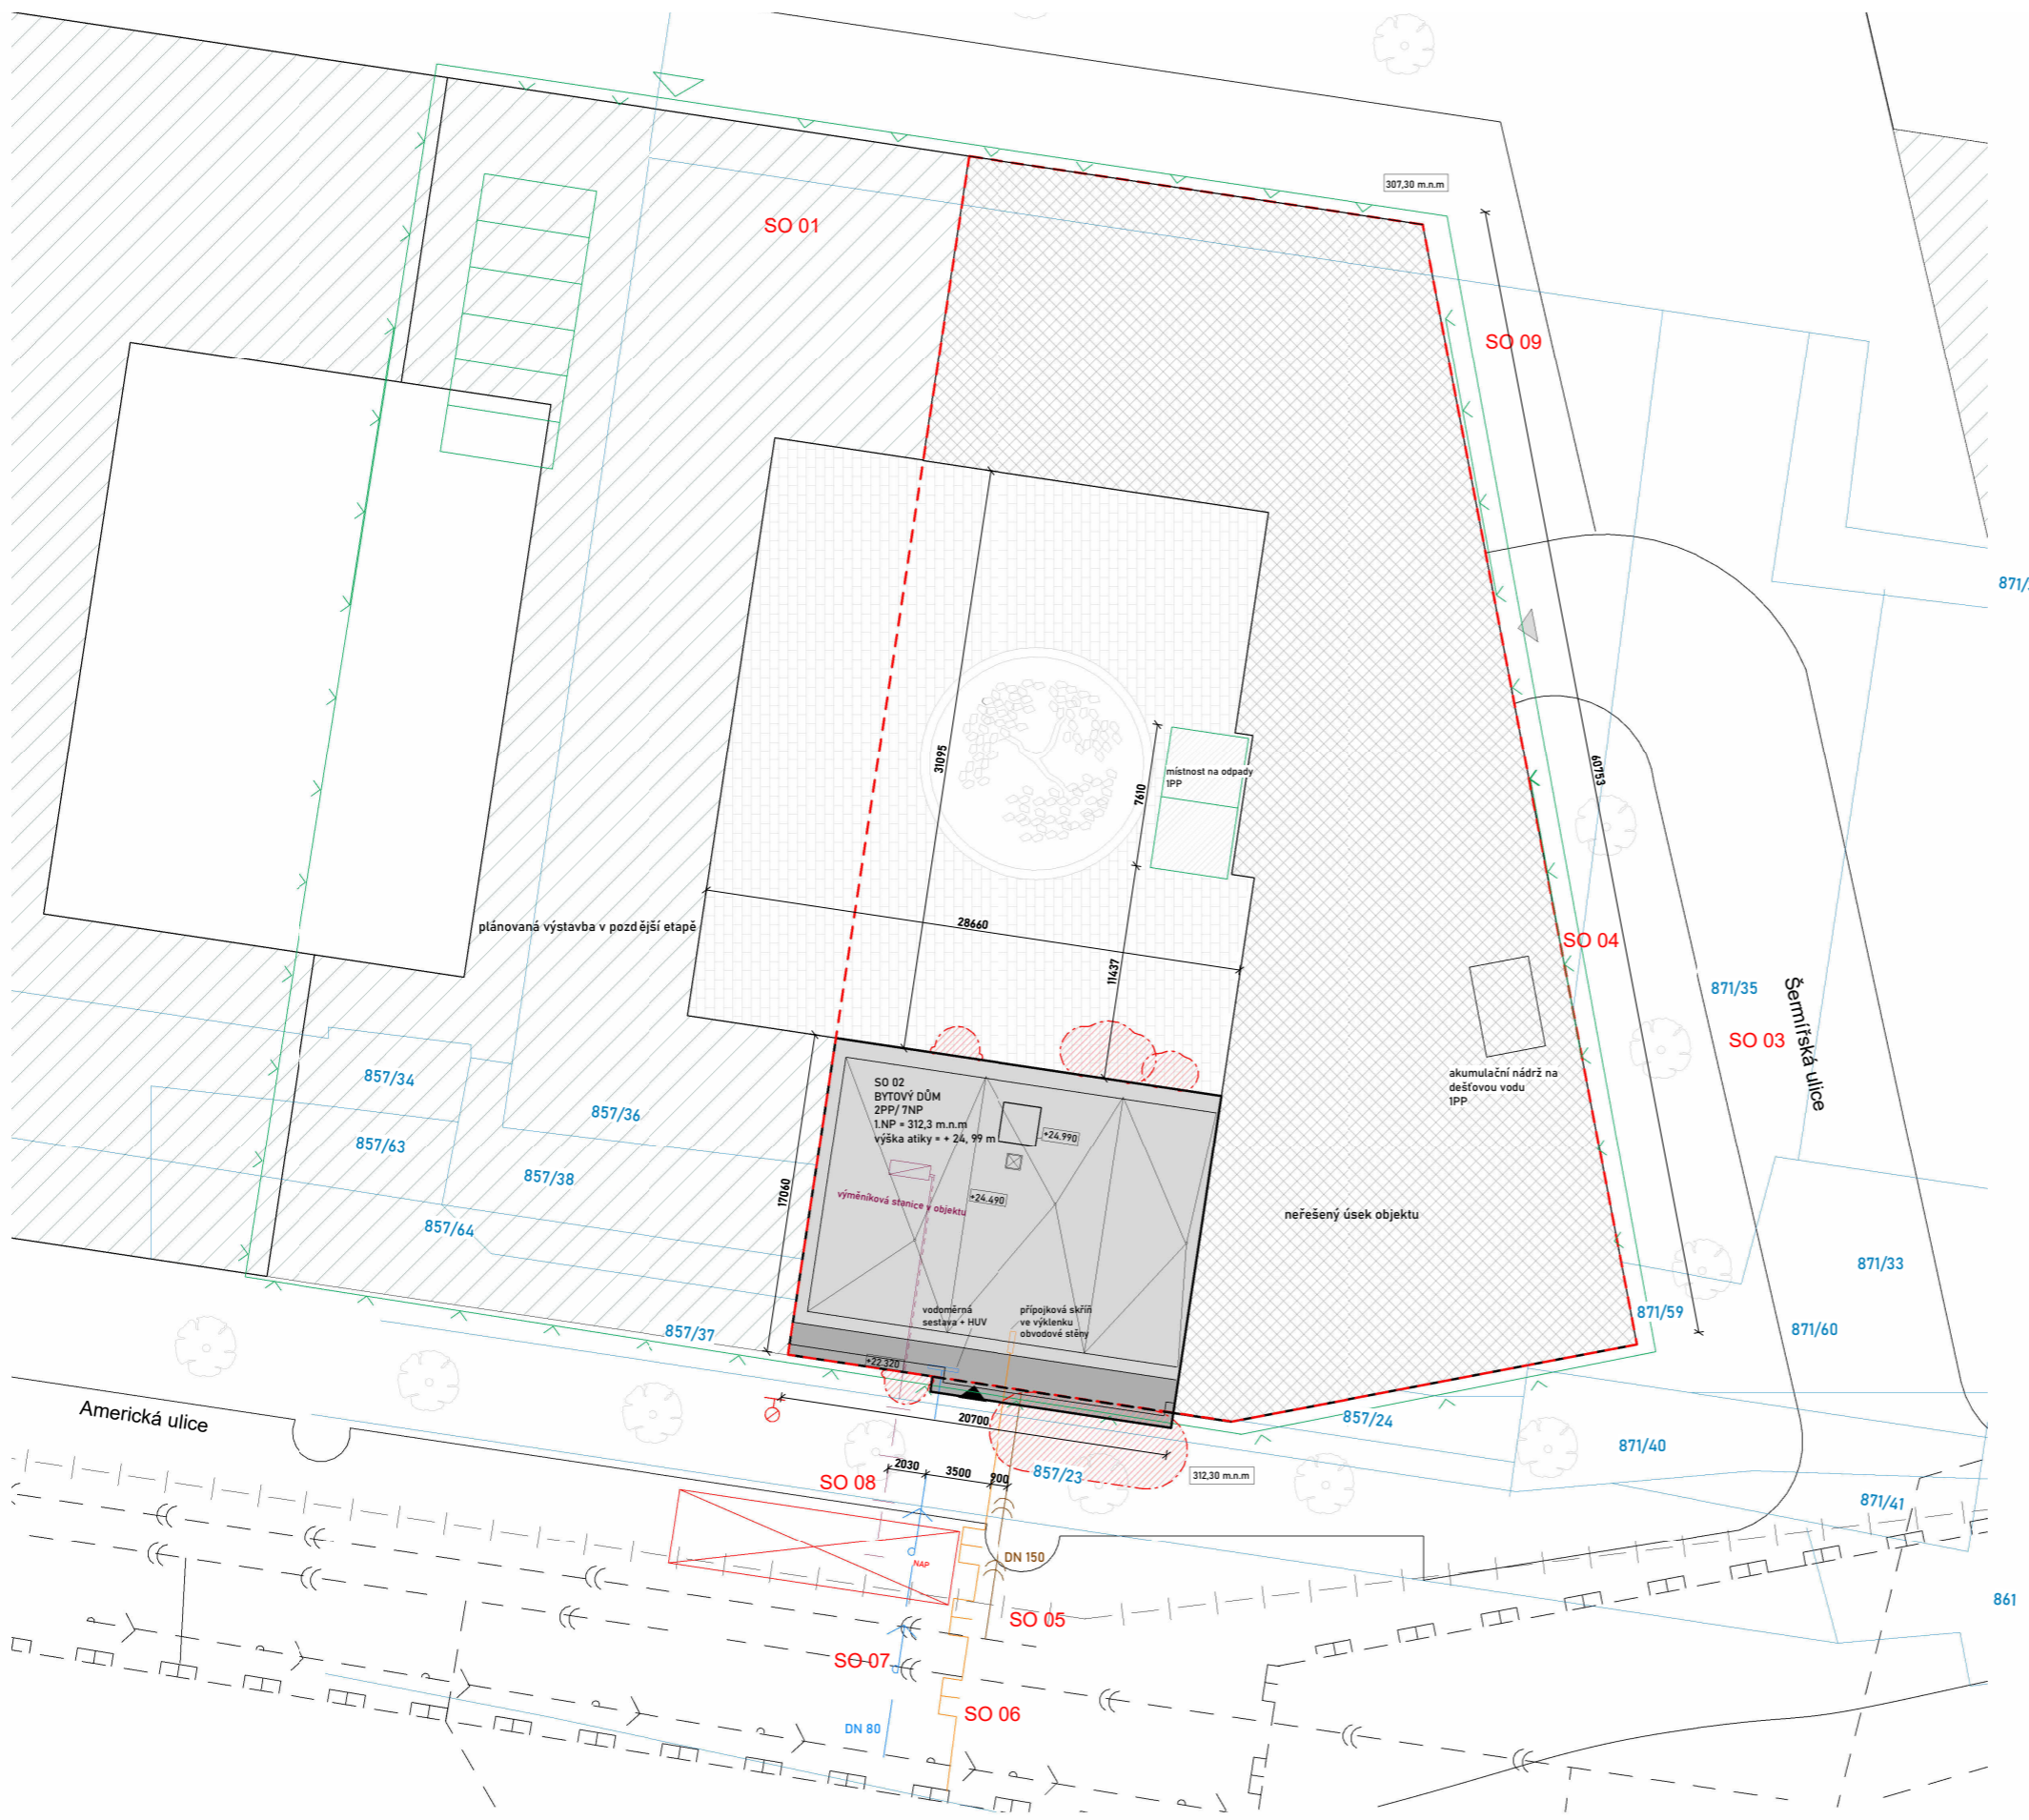 307,30 m.n.m
SO 01
SO 09
871/
31095
místnost na odpady
1PP
7610
60753
28660
plánovaná výstavba v pozdější etapě
11437
SO 04
871/35
Šemířská ulice
SO 03
akumulační nádrž na
dešťovou vodu
1PP
857/34
857/36
857/63
857/38
857/64
SO 02
BYTOVÝ DŮM
2PP/ 7NP
1.NP = 312,3 m.n.m
výška atiky = + 24, 99 m
+24.990
+24.490
výměníková stanice v objektu
17060
neřešený úsek objektu
871/33
vodoměrná
sestava + HUV
přípojková skříň
ve výklenku
obvodové stěny
857/37
871/59
871/60
+22.320
Americká ulice
20700
857/24
871/40
2030
3500
900
857/23
312,30 m.n.m
SO 08
871/41
NAP
DN 150
861
SO 05
SO 07
SO 06
DN 80